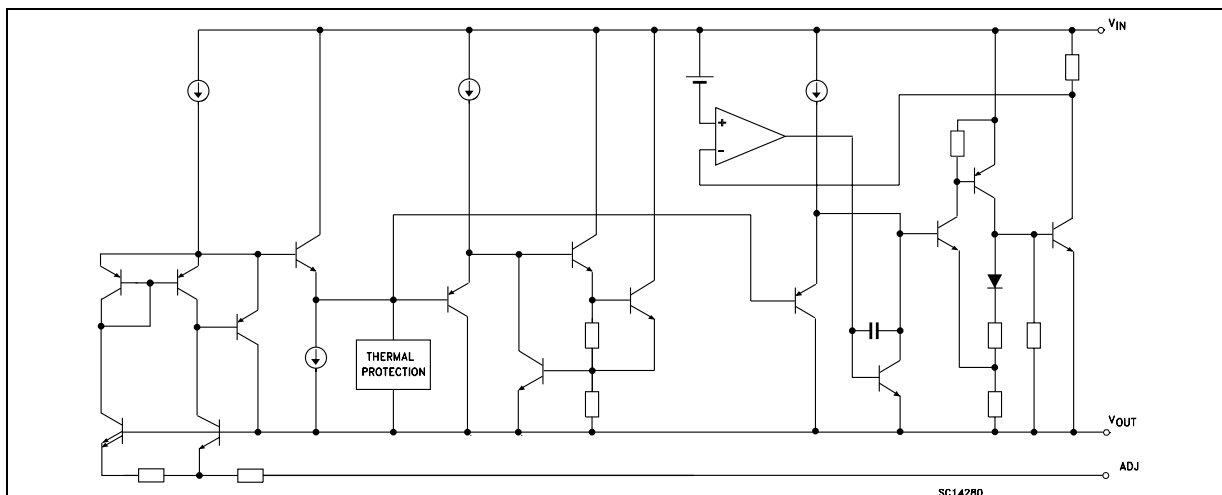 VIN
+
-
THERMAL
PROTECTION
VOUT
ADJ
SC14280